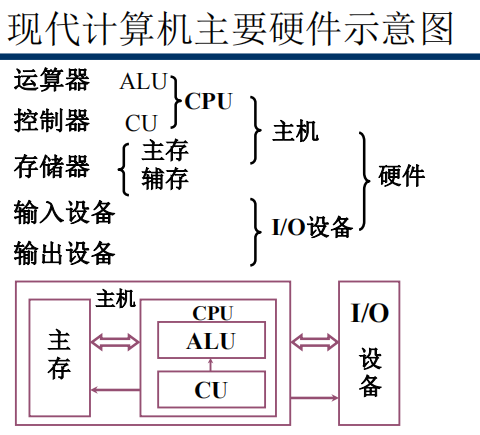 现代计算机主要硬件示意图
运算器 ALU
CPU
控制器 CU
主机
存储器 主存
辅存
硬件
输入设备
I/O设备
输出设备
主机
CPU
I/O
主存
ALU
设备
CU